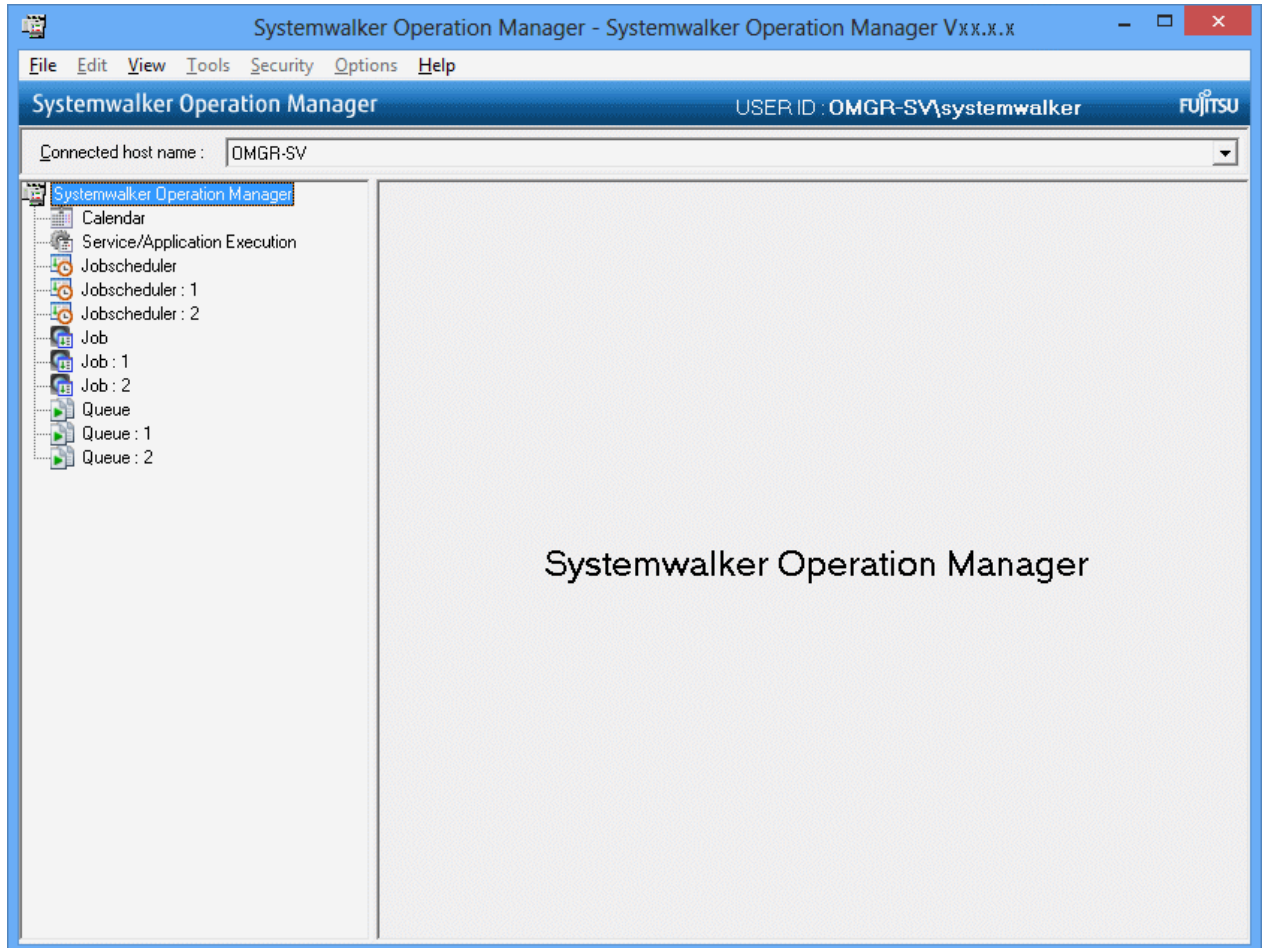 Systemwalker Operation Manager - Systemwalker Operation Manager Vxx.x.x
File Edit View Tools Security Options Help
Systemwalker Operation Manager USER ID : OMGR-SV\systemwalker FUJITSU
Connected host name : OMGR-SV
Systemwalker Operation Manager
Calendar
Service/Application Execution
Jobscheduler
Jobscheduler : 1
Jobscheduler : 2
Job
Job : 1
Job : 2
Queue
Queue : 1
Queue : 2
Systemwalker Operation Manager